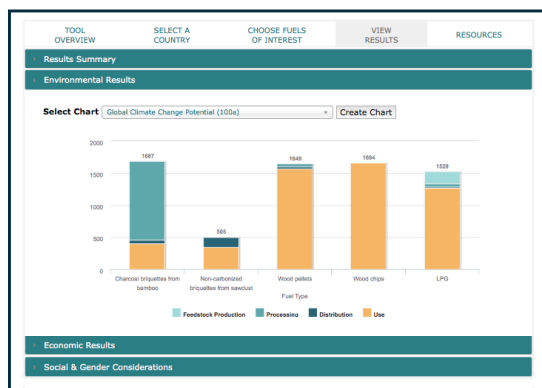 TOOL OVERVIEW
SELECT A COUNTRY
CHOOSE FUELS OF INTEREST
VIEW RESULTS
RESOURCES
Results Summary
Environmental Results
Select Chart Global Climate Change Potential (100a) Create Chart
2000
1500
1000
500
0
1687
505
1649
1664
1529
Charcoal briquettes from bamboo
Non-carbonized briquettes from sawdust
Wood pellets
Wood chips
LPG
Fuel Type
Feedstock Production Processing Distribution Use
Economic Results
Social & Gender Considerations